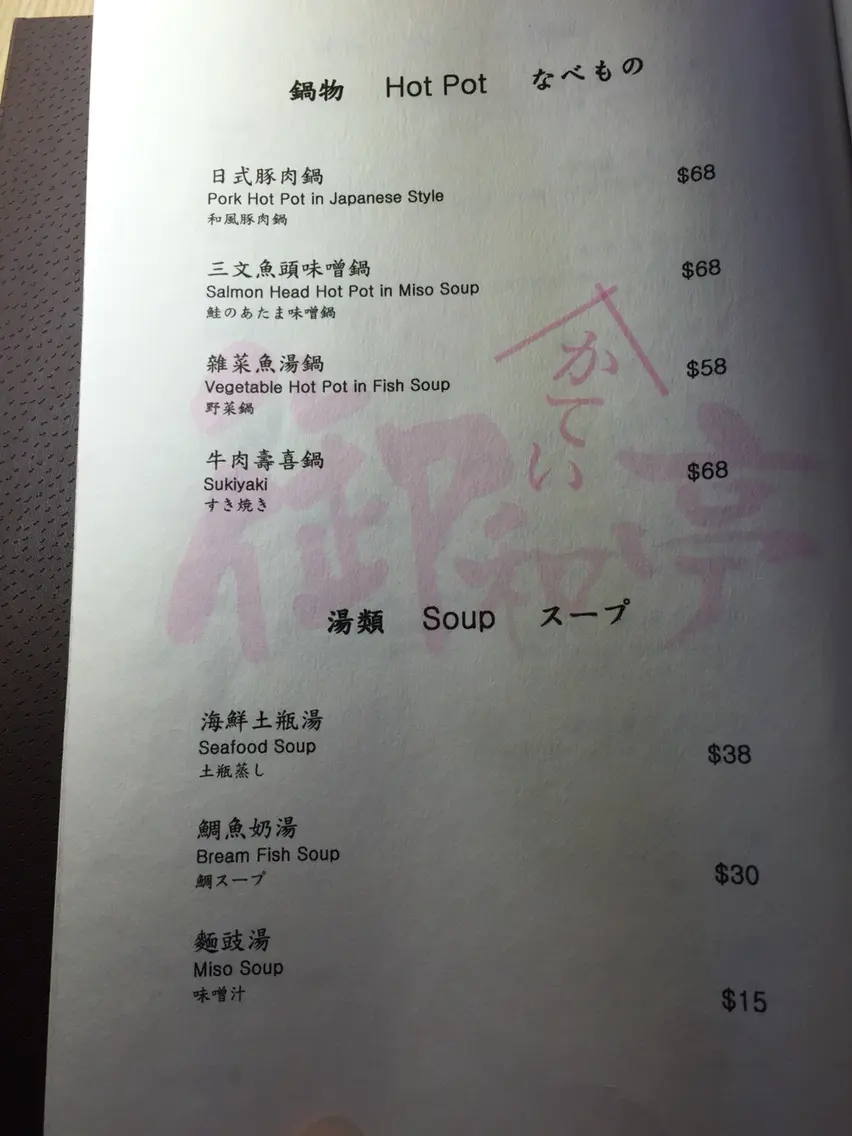 鍋物 Hot Pot なべもの
日式豚肉鍋 $68
Pork Hot Pot in Japanese Style
和風豚肉鍋
三文魚頭味噌鍋 $68
Salmon Head Hot Pot in Miso Soup
鮭のあたま味噌鍋
雜菜魚湯鍋 $58
Vegetable Hot Pot in Fish Soup
野菜鍋
牛肉壽喜鍋 $68
Sukiyaki
すき焼き
かてい
御和亭
湯類 Soup スープ
海鮮土瓶湯 $38
Seafood Soup
土瓶蒸し
鯛魚奶湯 $30
Bream Fish Soup
鯛スープ
麵豉湯 $15
Miso Soup
味噌汁